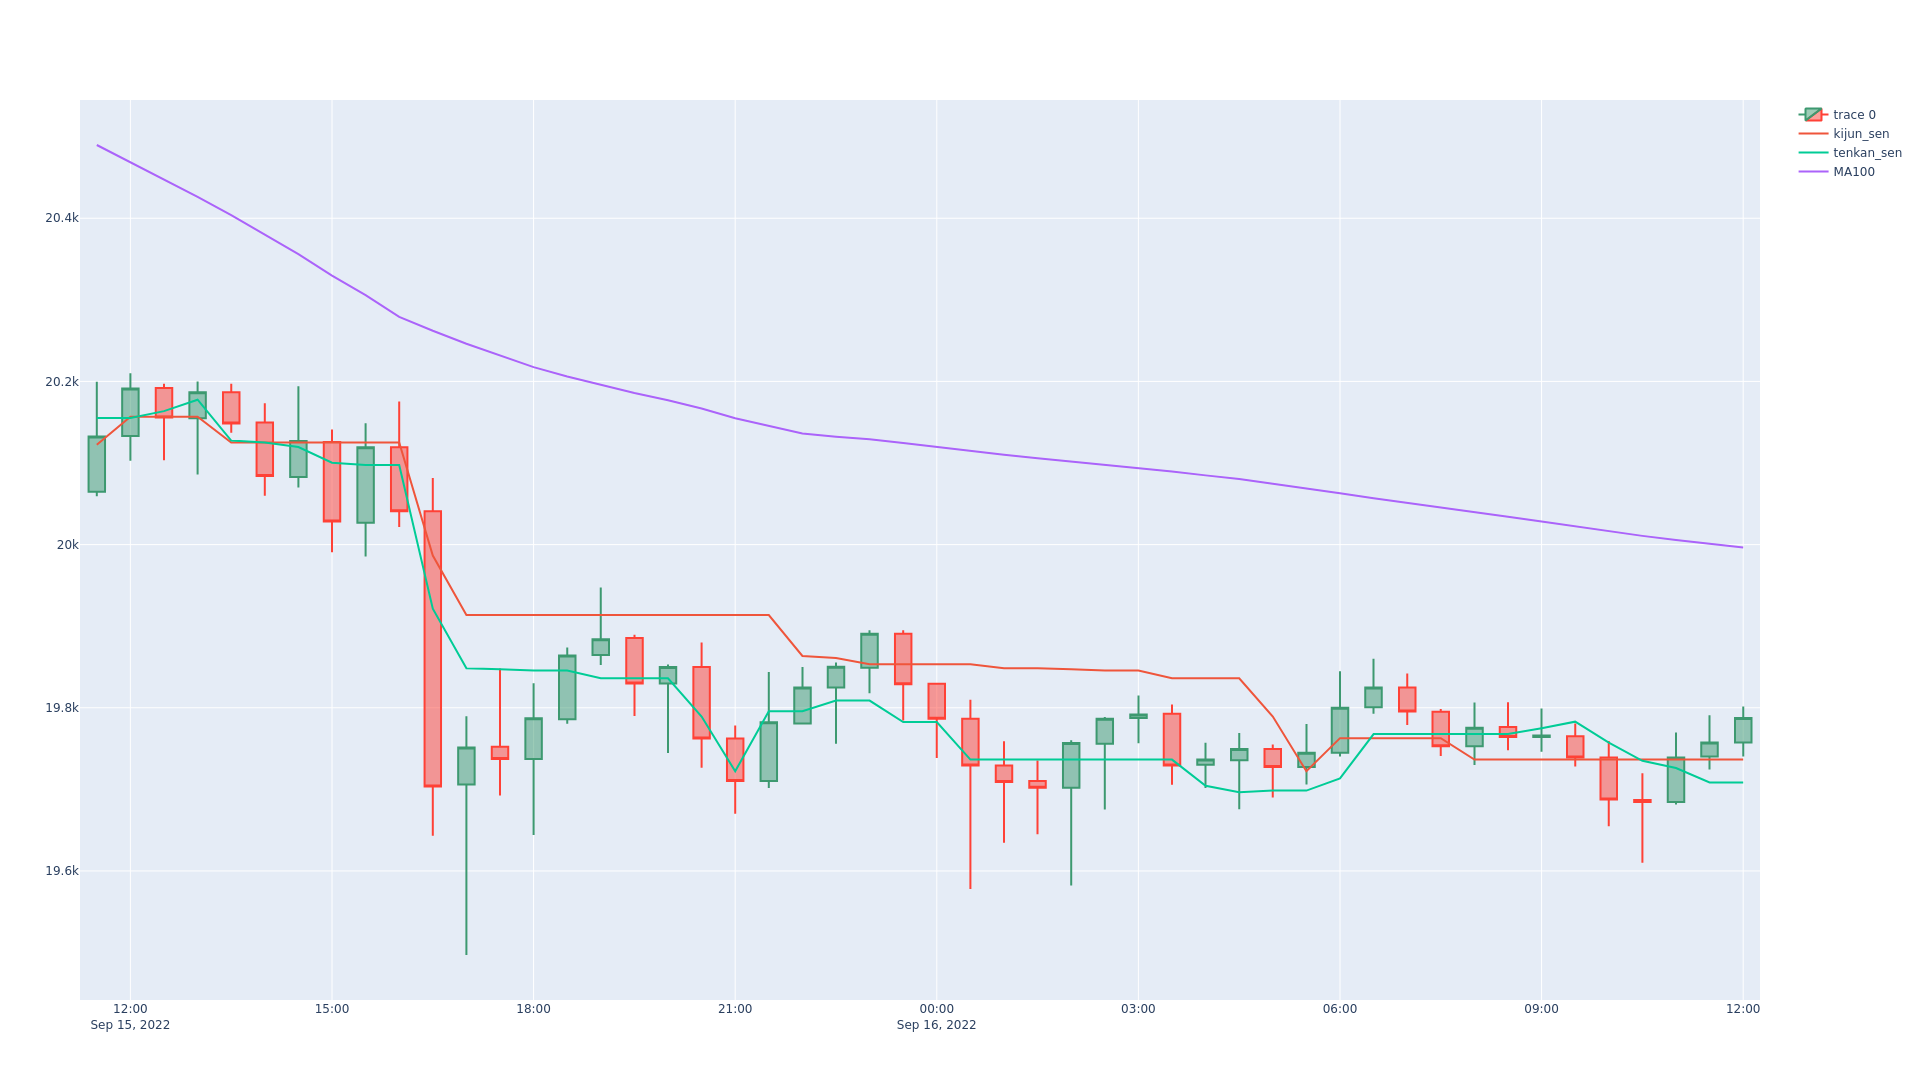 trace 0
kijun_sen
tenkan_sen
MA100
20.4k
20.2k
20k
19.8k
19.6k
12:00 15:00 18:00 21:00 00:00 03:00 06:00 09:00 12:00
Sep 15, 2022 Sep 16, 2022